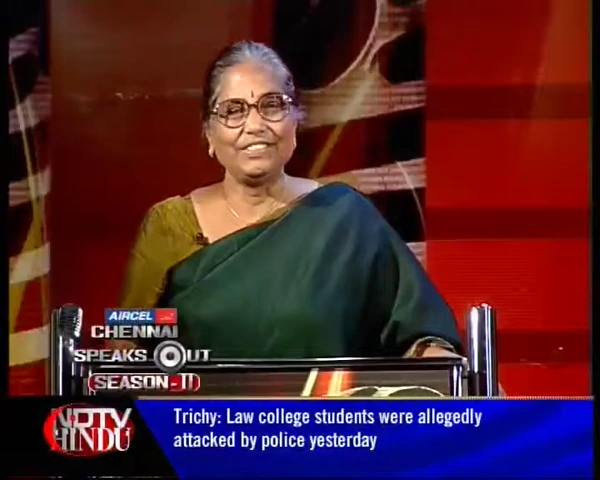 AIRCEL
CHENNAI
SPEAKS OUT
SEASON-II
NDTV
HINDU
Trichy: Law college students were allegedly
attacked by police yesterday